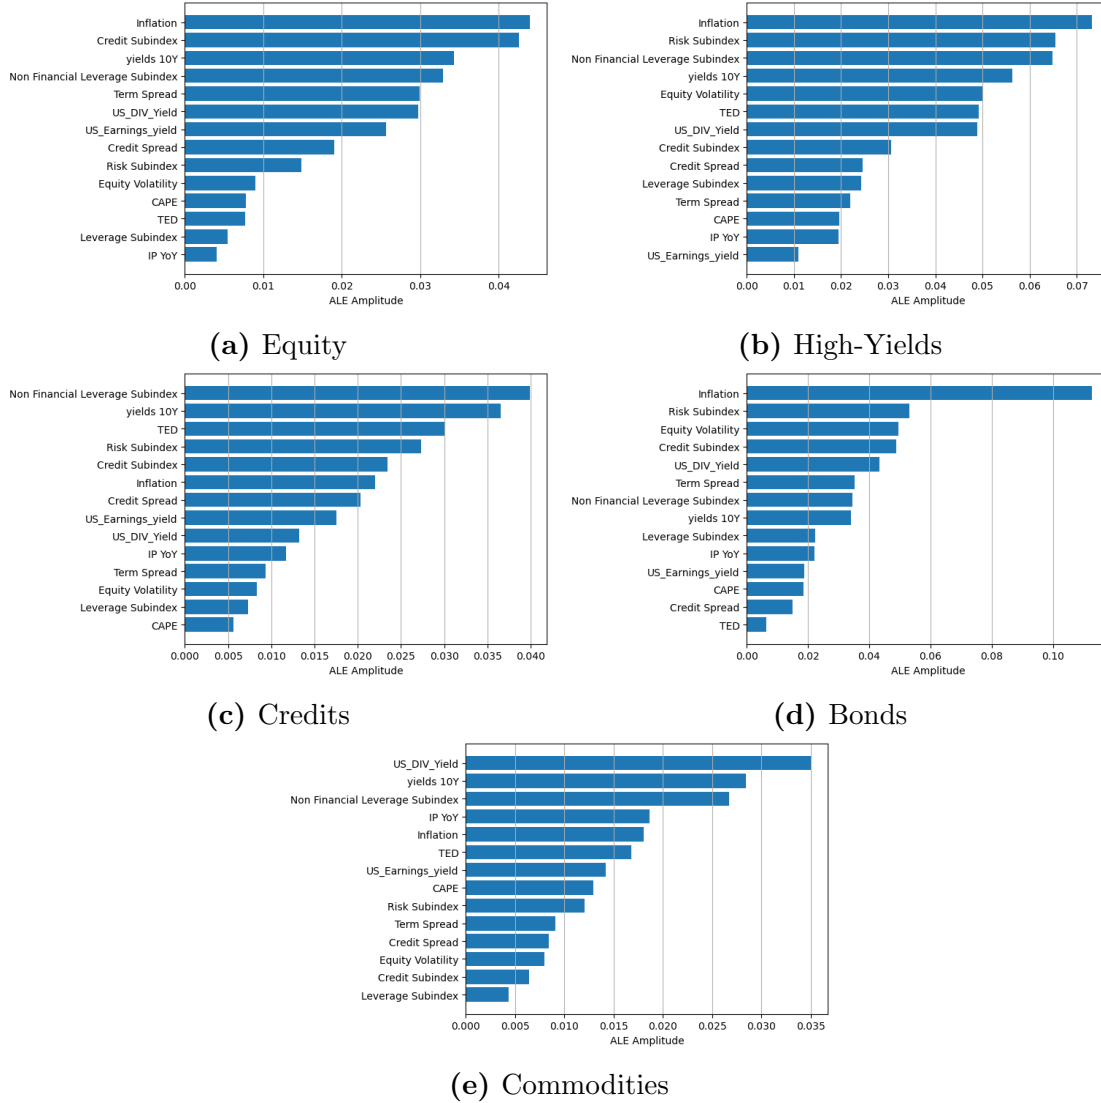 Inflation
Credit Subindex
yields 10Y
Non Financial Leverage Subindex
Term Spread
US_DIV_Yield
US_Earnings_yield
Credit Spread
Risk Subindex
Equity Volatility
CAPE
TED
Leverage Subindex
IP YoY
0.00 0.01 0.02 0.03 0.04
ALE Amplitude
(a) Equity
Inflation
Risk Subindex
Non Financial Leverage Subindex
yields 10Y
Equity Volatility
TED
US_DIV_Yield
Credit Subindex
Credit Spread
Leverage Subindex
Term Spread
CAPE
IP YoY
US_Earnings_yield
0.00 0.01 0.02 0.03 0.04 0.05 0.06 0.07
ALE Amplitude
(b) High-Yields
Non Financial Leverage Subindex
yields 10Y
TED
Risk Subindex
Credit Subindex
Inflation
Credit Spread
US_Earnings_yield
US_DIV_Yield
IP YoY
Term Spread
Equity Volatility
Leverage Subindex
CAPE
0.000 0.005 0.010 0.015 0.020 0.025 0.030 0.035 0.040
ALE Amplitude
(c) Credits
Inflation
Risk Subindex
Equity Volatility
Credit Subindex
US_DIV_Yield
Term Spread
Non Financial Leverage Subindex
yields 10Y
Leverage Subindex
IP YoY
US_Earnings_yield
CAPE
Credit Spread
TED
0.00 0.02 0.04 0.06 0.08 0.10
ALE Amplitude
(d) Bonds
US_DIV_Yield
yields 10Y
Non Financial Leverage Subindex
IP YoY
Inflation
TED
US_Earnings_yield
CAPE
Risk Subindex
Term Spread
Credit Spread
Equity Volatility
Credit Subindex
Leverage Subindex
0.000 0.005 0.010 0.015 0.020 0.025 0.030 0.035
ALE Amplitude
(e) Commodities